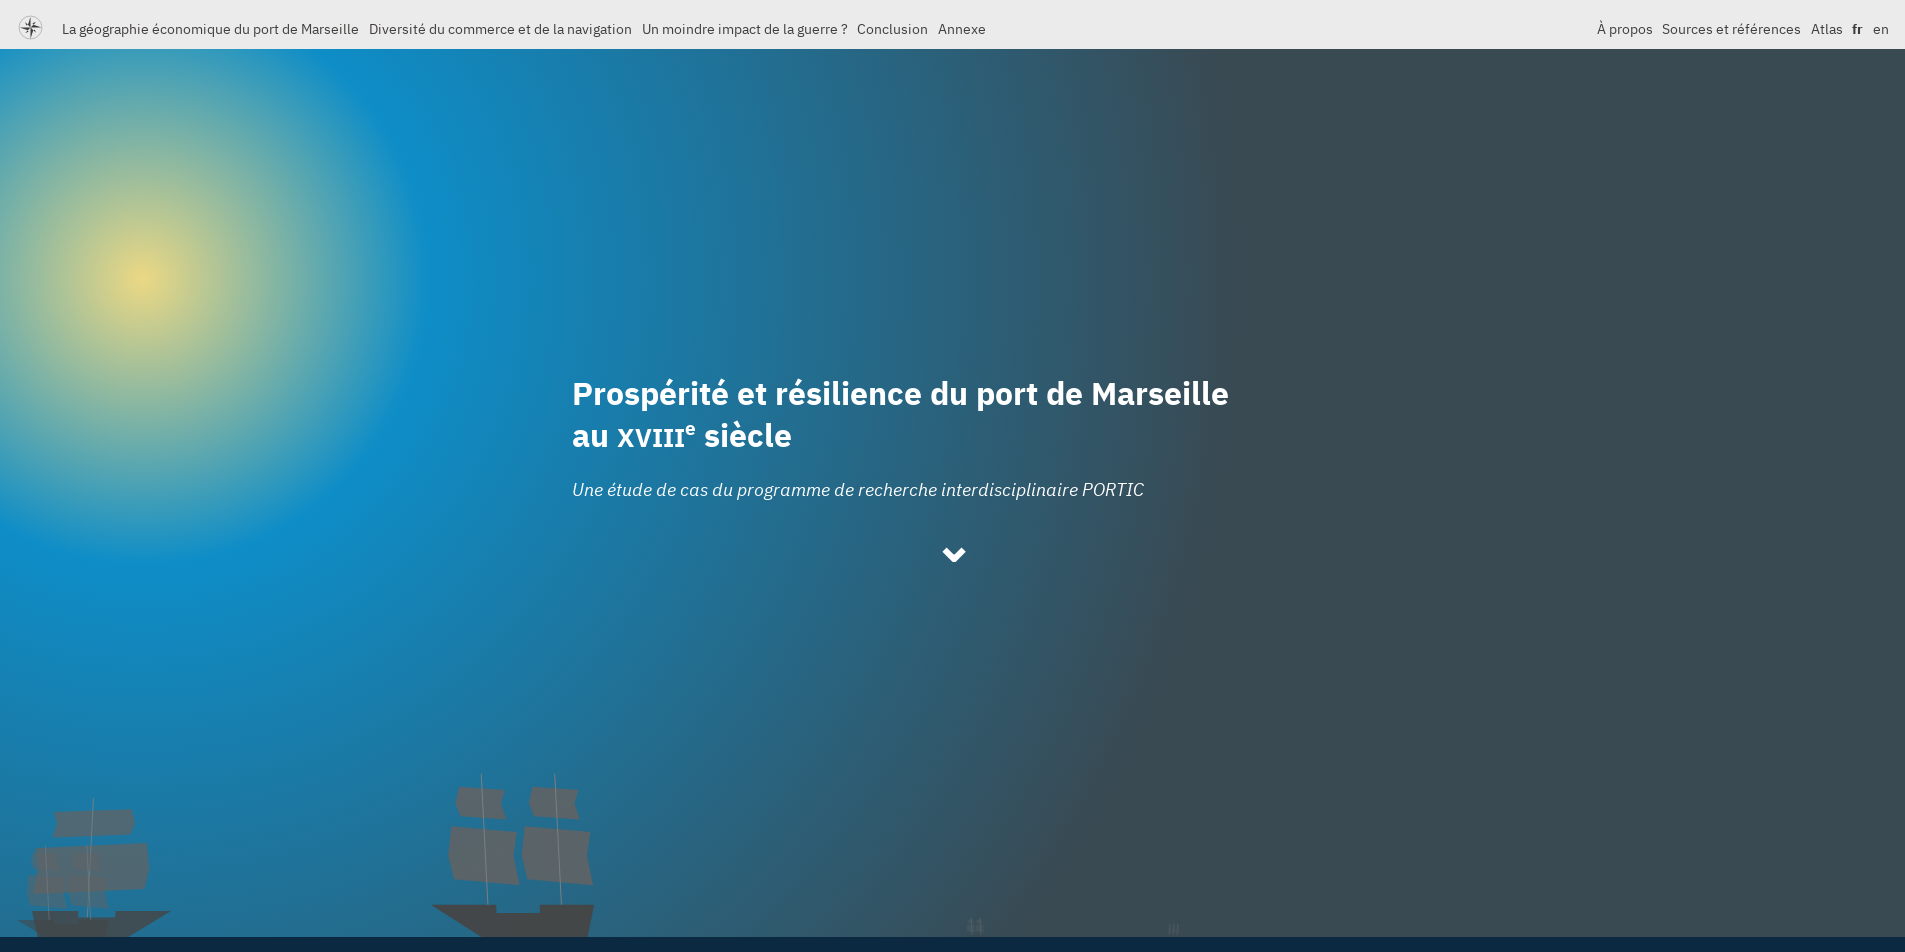 La géographie économique du port de Marseille Diversité du commerce et de la navigation Un moindre impact de la guerre ? Conclusion Annexe À propos Sources et références Atlas fr en
Prospérité et résilience du port de Marseille
au XVIIIe siècle
Une étude de cas du programme de recherche interdisciplinaire PORTIC